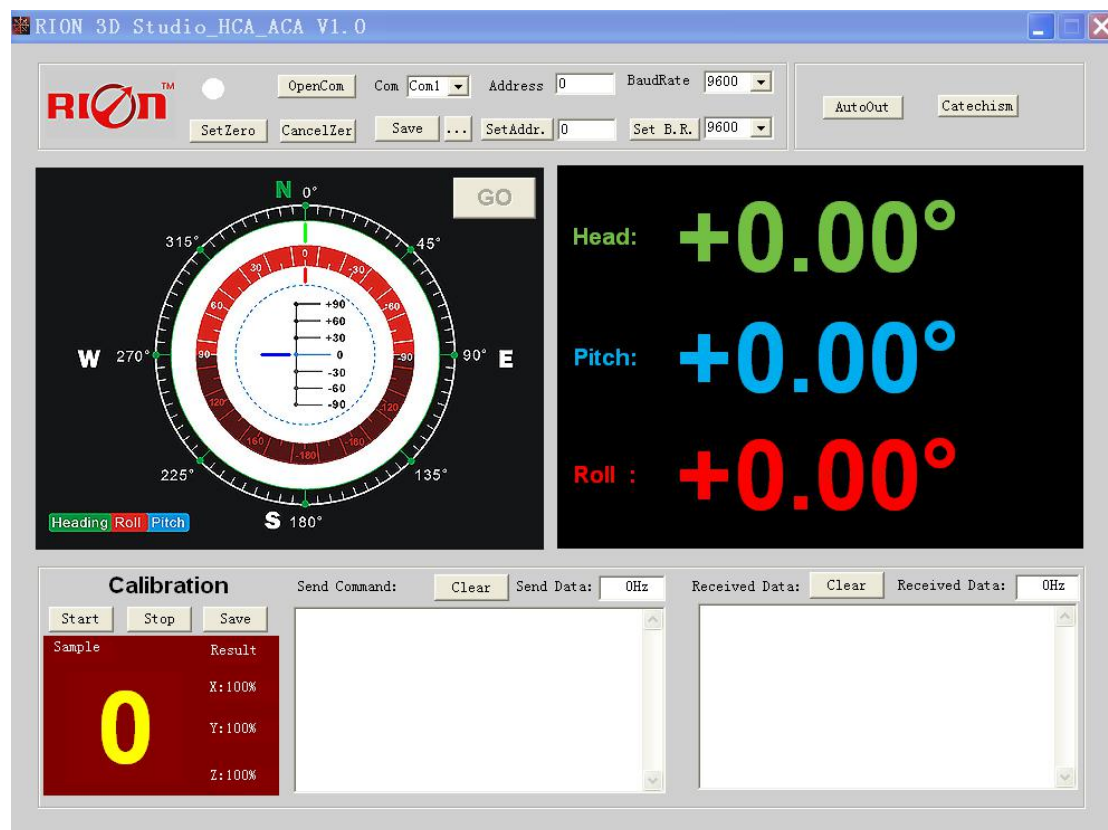 RION 3D Studio_HCA_ACA V1.0
RION™
OpenCom
Com
Com1
Address
0
BaudRate
9600
SetZero
CancelZer
Save
...
SetAddr.
0
Set B.R.
9600
AutoOut
Catechism
GO
N 0°
315°
45°
W 270°
90° E
225°
135°
S 180°
0
30
-30
60
-60
90
-90
120
-120
160
-160
-180
+90
+60
+30
0
-30
-60
-90
Heading Roll Pitch
Head: +0.00°
Pitch: +0.00°
Roll : +0.00°
Calibration
Start
Stop
Save
Sample
Result
0
X:100%
Y:100%
Z:100%
Send Command:
Clear
Send Data:
0Hz
Received Data:
Clear
Received Data:
0Hz